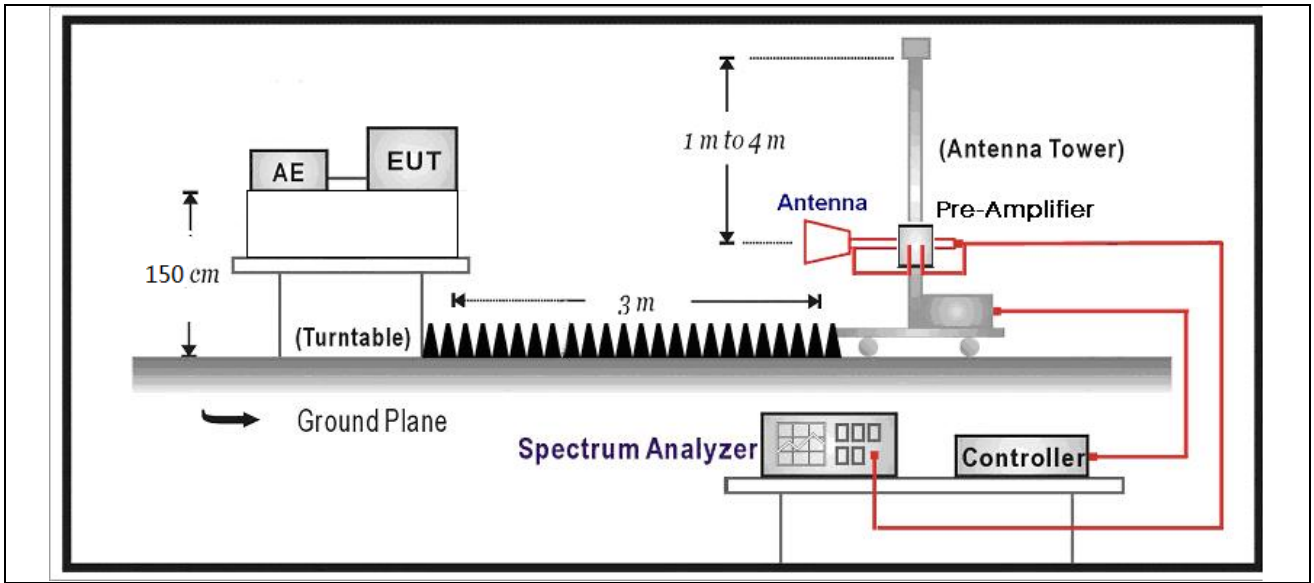 1 m to 4 m
(Antenna Tower)
AE
EUT
Antenna
Pre-Amplifier
150 cm
3 m
(Turntable)
Ground Plane
Spectrum Analyzer
Controller